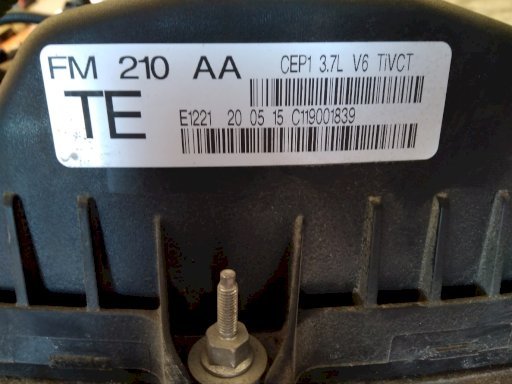 FM 210 AA CEP1 3.7L V6 TiVCT
TE
E1221 20 05 15 C119001839